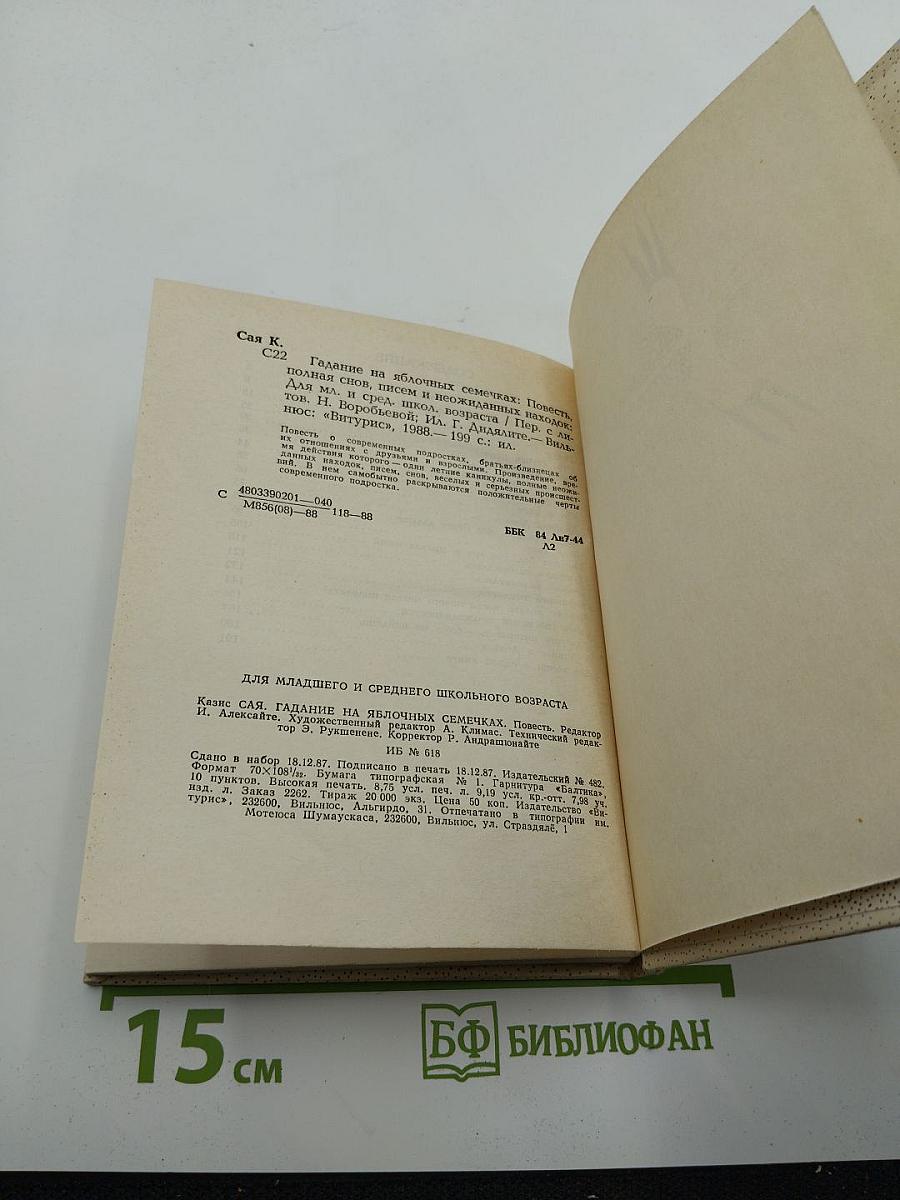 Сая К.
С22 Гадание на яблочных семечках: Повесть,
полная снов, писем и неожиданных находок:
Для мл. и сред. школ. возраста / Пер. с ли-
тов. Н. Воробьевой; Ил. Г. Дидялите.— Виль-
нюс: «Витурис», 1988.— 199 с.: ил.
Повесть о современных подростках, братьях-близнецах об
их отношениях с друзьями и взрослыми. Произведение, вре-
мя действия которого — одни летние каникулы, полные неожи-
данных находок, писем, снов, веселых и серьезных происшест-
вий. В нем самобытно раскрываются положительные черты
современного подростка.
С 4803390201—040
М856(08)—88 118—88
ББК 84 Ли7-44
Л2
ДЛЯ МЛАДШЕГО И СРЕДНЕГО ШКОЛЬНОГО ВОЗРАСТА
Казис САЯ. ГАДАНИЕ НА ЯБЛОЧНЫХ СЕМЕЧКАХ. Повесть. Редактор
И. Алексайте. Художественный редактор А. Климас. Технический редак-
тор Э. Рукшенене. Корректор Р. Андрашюнайте
ИБ № 618
Сдано в набор 18.12.87. Подписано в печать 18.12.87. Издательский № 482.
Формат 70×108¹/₃₂. Бумага типографская № 1. Гарнитура «Балтика»,
10 пунктов. Высокая печать. 8,75 усл. печ. л. 9,19 усл. кр.-отт. 7,98 уч.
изд. л. Заказ 2262. Тираж 20 000 экз. Цена 50 коп. Издательство «Ви-
турис», 232600, Вильнюс, Альгирдо, 31. Отпечатано в типографии им.
Мотеюса Шумаускаса, 232600, Вильнюс, ул. Страздялё, 1
15 см
БФ БИБЛИОФАН